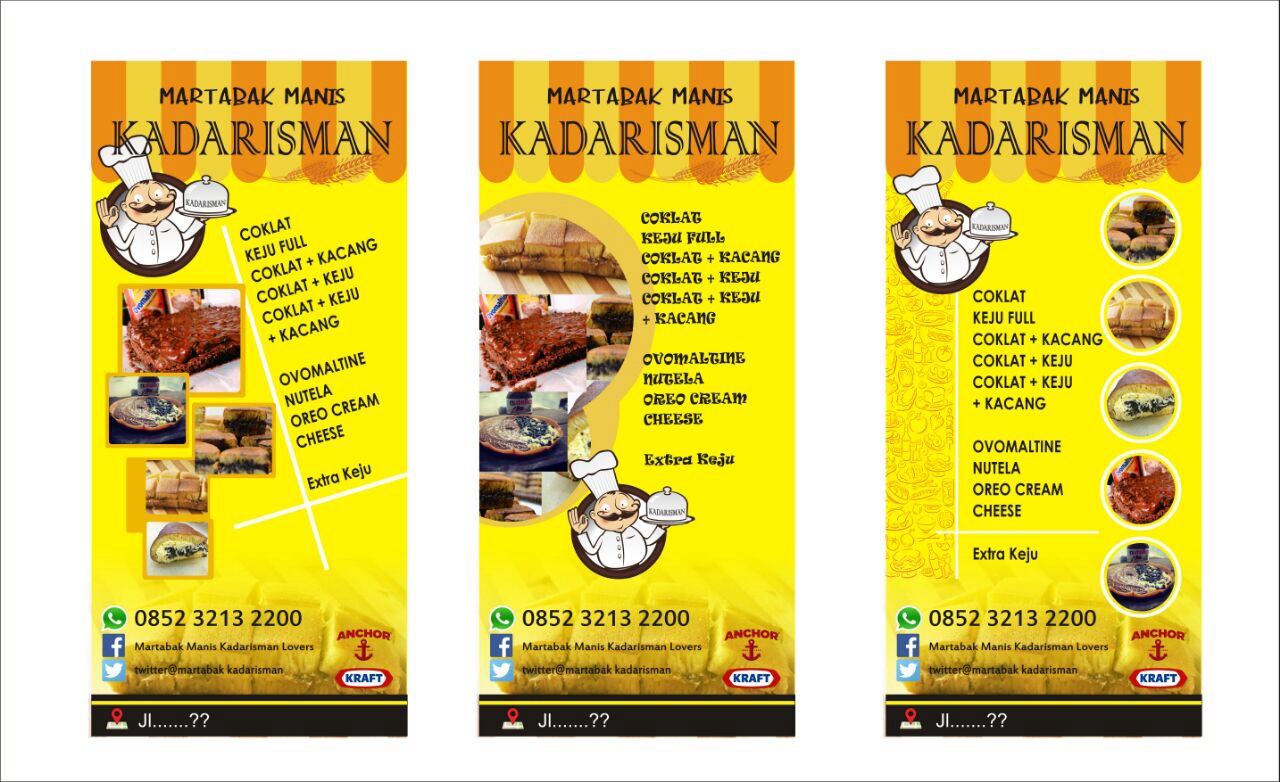 MARTABAK MANIS
KADARISMAN
KADARISMAN
COKLAT
KEJU FULL
COKLAT + KACANG
COKLAT + KEJU
COKLAT + KEJU
+ KACANG
OVOMALTINE
NUTELA
OREO CREAM
CHEESE
Extra Keju
0852 3213 2200
Martabak Manis Kadarisman Lovers
twitter@martabak kadarisman
ANCHOR
KRAFT
Jl.......??
MARTABAK MANIS
KADARISMAN
COKLAT
KEJU FULL
COKLAT + KACANG
COKLAT + KEJU
COKLAT + KEJU
+ KACANG
OVOMALTINE
NUTELA
OREO CREAM
CHEESE
Extra Keju
KADARISMAN
0852 3213 2200
Martabak Manis Kadarisman Lovers
twitter@martabak kadarisman
ANCHOR
KRAFT
Jl.......??
MARTABAK MANIS
KADARISMAN
KADARISMAN
COKLAT
KEJU FULL
COKLAT + KACANG
COKLAT + KEJU
COKLAT + KEJU
+ KACANG
OVOMALTINE
NUTELA
OREO CREAM
CHEESE
Extra Keju
0852 3213 2200
Martabak Manis Kadarisman Lovers
twitter@martabak kadarisman
ANCHOR
KRAFT
Jl.......??